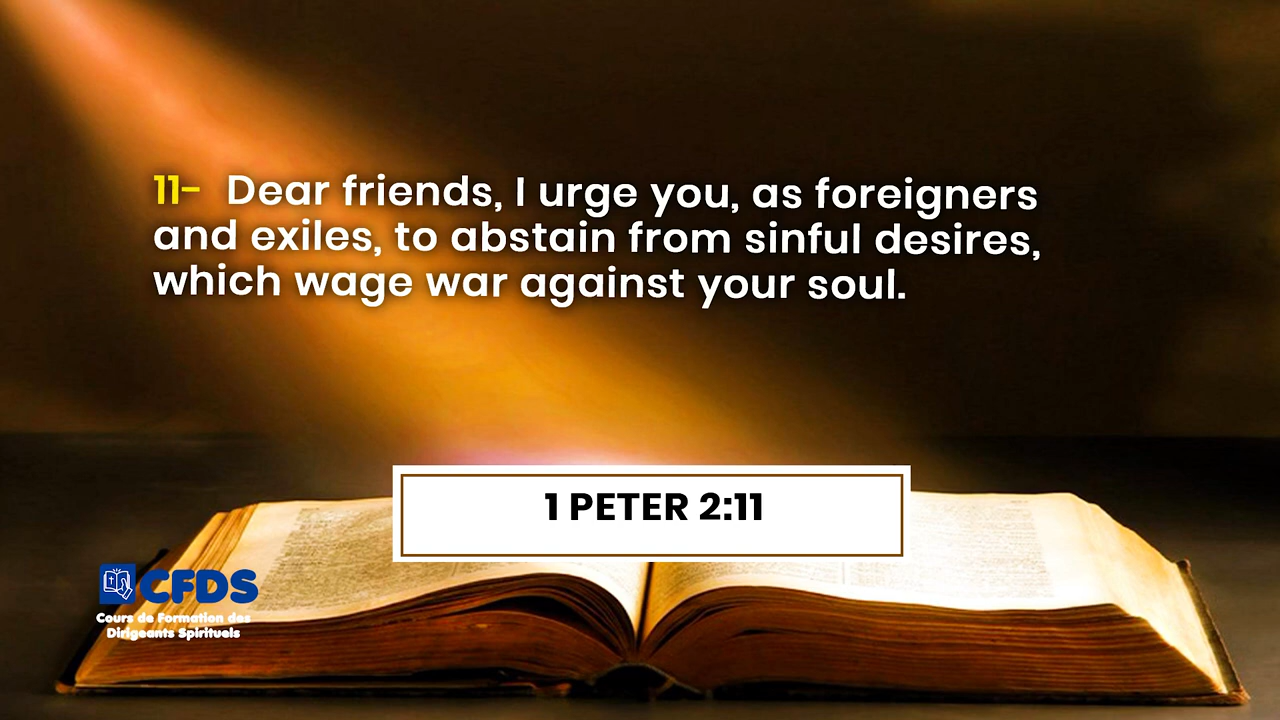 11- Dear friends, I urge you, as foreigners
and exiles, to abstain from sinful desires,
which wage war against your soul.
1 PETER 2:11
CFDS
Cours de Formation des
Dirigeants Spirituels